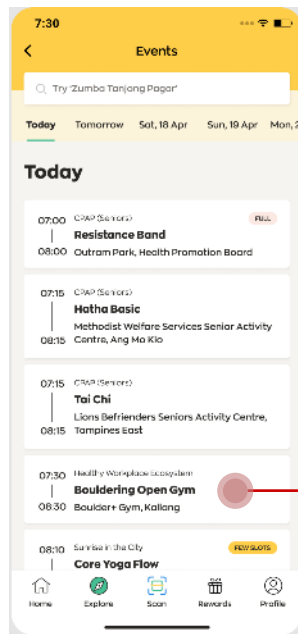 7:30
Events
Try 'Zumba Tanjong Pagar'
Today Tomorrow Sat, 18 Apr Sun, 19 Apr Mon, 2
Today
07:00 CPAP (Seniors) FULL
Resistance Band
08:00 Outram Park, Health Promotion Board
07:15 CPAP (Seniors)
Hatha Basic
Methodist Welfare Services Senior Activity
08:15 Centre, Ang Mo Kio
07:15 CPAP (Seniors)
Tai Chi
Lions Befrienders Seniors Activity Centre,
08:15 Tampines East
07:30 Healthy Workplace Ecosystem
Bouldering Open Gym
08:30 Boulder+ Gym, Kallang
08:10 Sunrise in the City FEW SLOTS
Core Yoga Flow
Home Explore Scan Rewards Profile